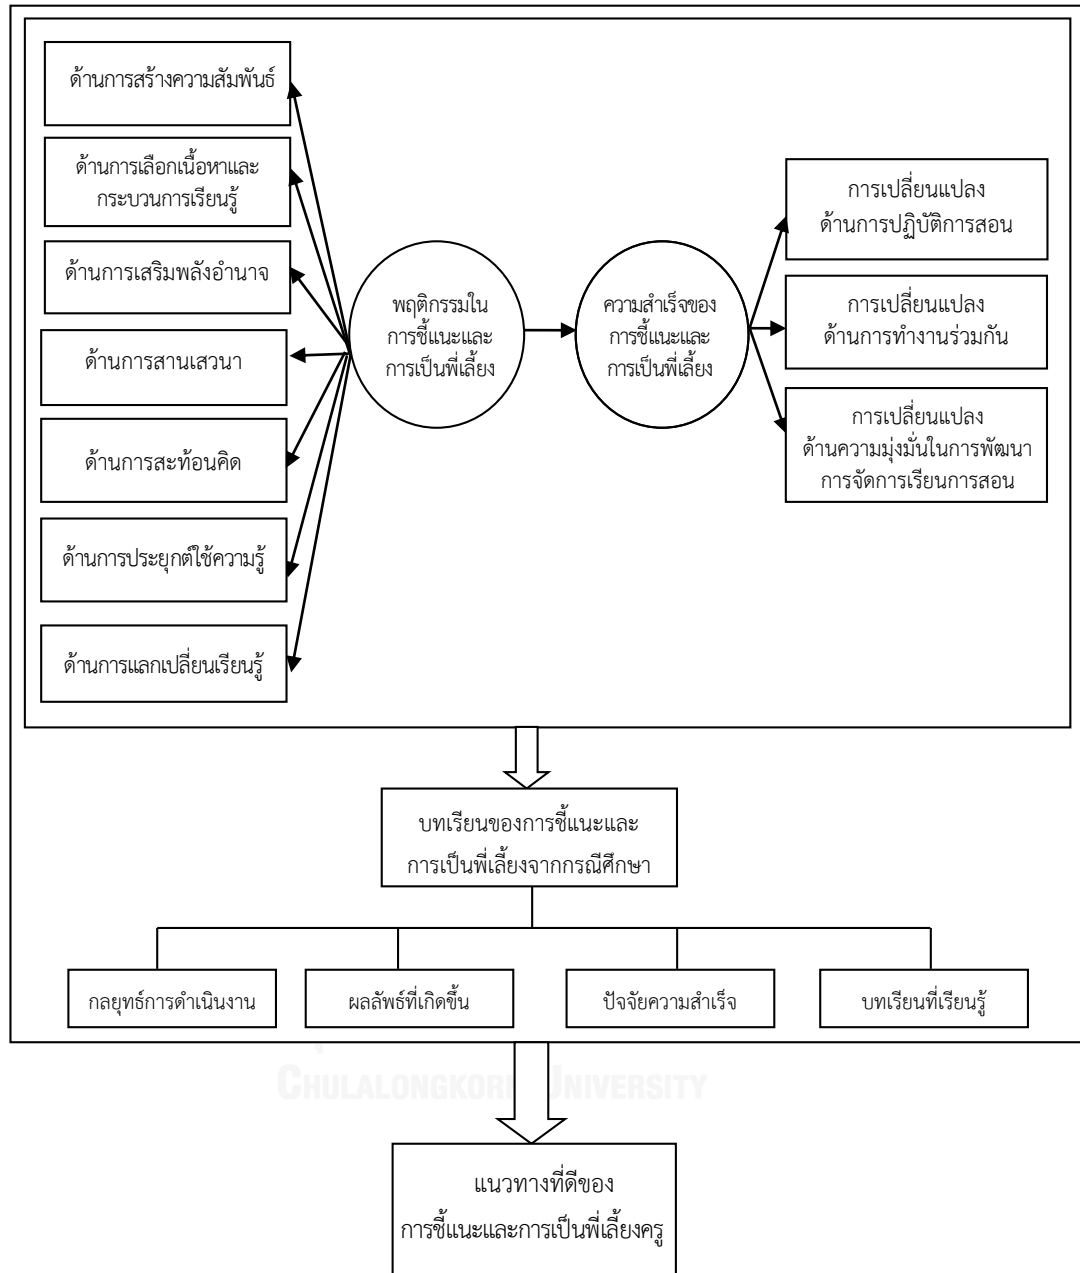 ด้านการสร้างความสัมพันธ์
ด้านการเลือกเนื้อหาและ
กระบวนการเรียนรู้
ด้านการเสริมพลังอำนาจ
ด้านการสานเสวนา
ด้านการสะท้อนคิด
ด้านการประยุกต์ใช้ความรู้
ด้านการแลกเปลี่ยนเรียนรู้
พฤติกรรมใน
การชี้แนะและ
การเป็นพี่เลี้ยง
ความสำเร็จของ
การชี้แนะและ
การเป็นพี่เลี้ยง
การเปลี่ยนแปลง
ด้านการปฏิบัติการสอน
การเปลี่ยนแปลง
ด้านการทำงานร่วมกัน
การเปลี่ยนแปลง
ด้านความมุ่งมั่นในการพัฒนา
การจัดการเรียนการสอน
บทเรียนของการชี้แนะและ
การเป็นพี่เลี้ยงจากกรณีศึกษา
กลยุทธ์การดำเนินงาน
ผลลัพธ์ที่เกิดขึ้น
ปัจจัยความสำเร็จ
บทเรียนที่เรียนรู้
CHULALONGKORN UNIVERSITY
แนวทางที่ดีของ
การชี้แนะและการเป็นพี่เลี้ยงครู